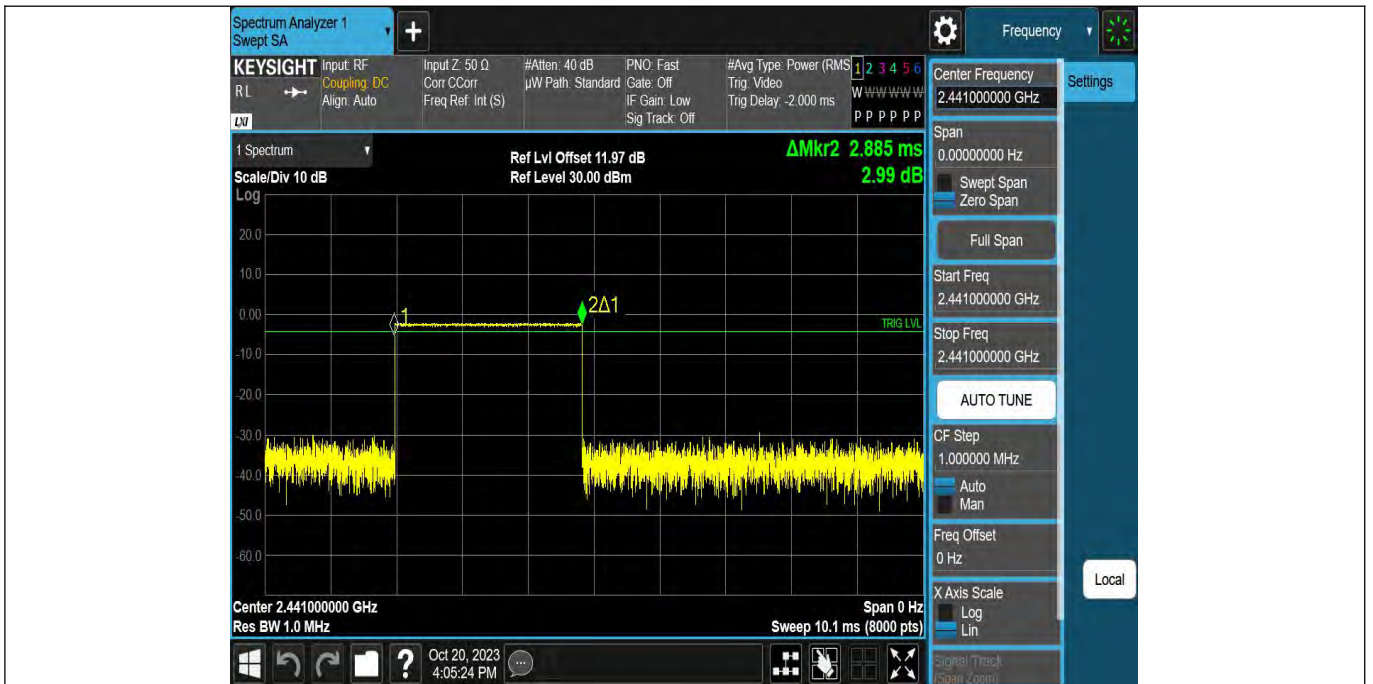 Spectrum Analyzer 1
Swept SA
+
Frequency
KEYSIGHT
RL
LXI
Input: RF
Coupling: DC
Align: Auto
Input Z: 50 Ω
Corr CCorr
Freq Ref: Int (S)
#Atten: 40 dB
µW Path: Standard
PNO: Fast
Gate: Off
IF Gain: Low
Sig Track: Off
#Avg Type: Power (RMS
Trig: Video
Trig Delay: -2.000 ms
1 2 3 4 5 6
W W W W W W
P P P P P P
1 Spectrum
Scale/Div 10 dB
Ref Lvl Offset 11.97 dB
Ref Level 30.00 dBm
ΔMkr2 2.885 ms
2.99 dB
Log
20.0
10.0
0.00
-10.0
-20.0
-30.0
-40.0
-50.0
-60.0
1
2Δ1
TRIG LVL
Center 2.441000000 GHz
Res BW 1.0 MHz
Span 0 Hz
Sweep 10.1 ms (8000 pts)
Center Frequency
2.441000000 GHz
Settings
Span
0.00000000 Hz
Swept Span
Zero Span
Full Span
Start Freq
2.441000000 GHz
Stop Freq
2.441000000 GHz
AUTO TUNE
CF Step
1.000000 MHz
Auto
Man
Freq Offset
0 Hz
X Axis Scale
Log
Lin
Signal Track
(Span Zoom)
Local
?
Oct 20, 2023
4:05:24 PM